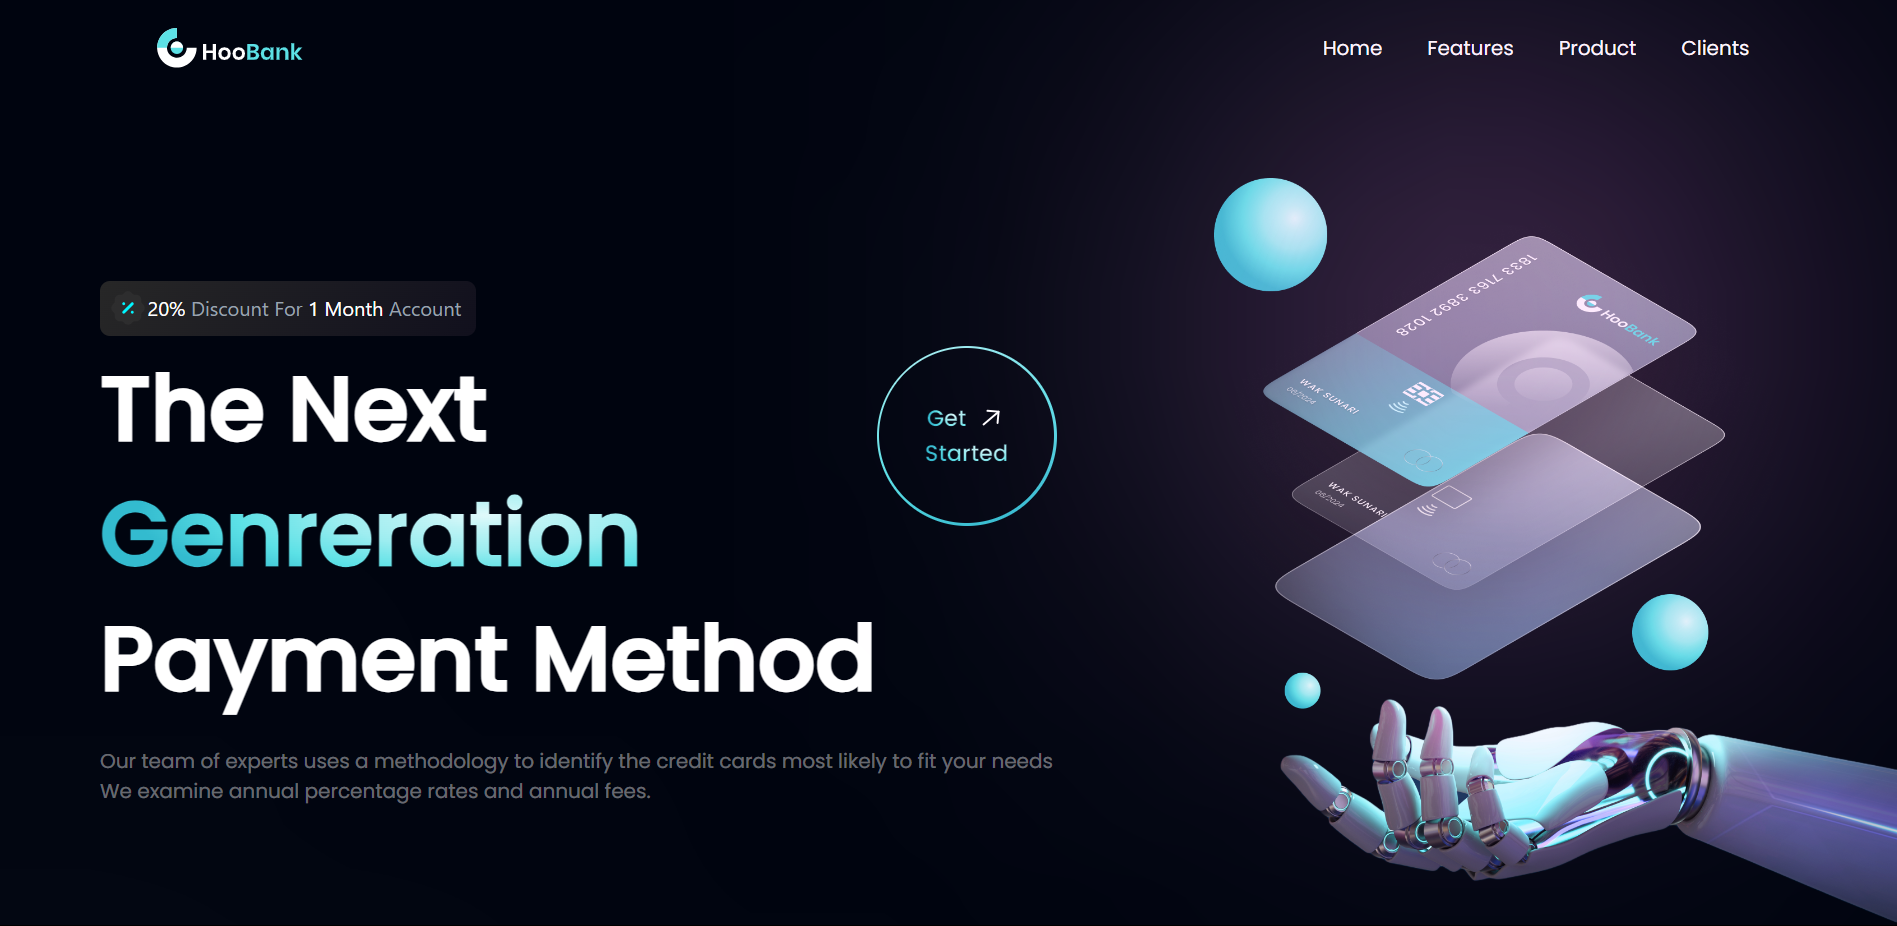 HooBank
Home Features Product Clients
20% Discount For 1 Month Account
The Next
Genreration
Payment Method
Get
Started
Our team of experts uses a methodology to identify the credit cards most likely to fit your needs
We examine annual percentage rates and annual fees.
1833 7163 3892 1028
HooBank
WAK SUNARI
08/2024
WAK SUNARI
08/2024